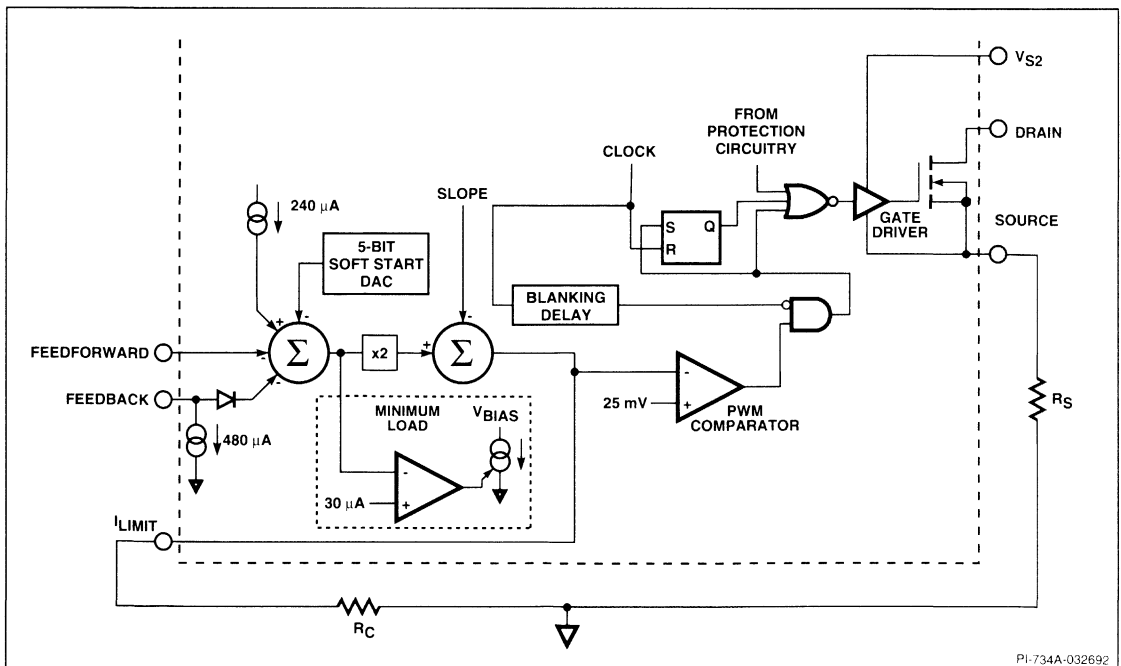 V_S2
FROM
PROTECTION
CIRCUITRY
DRAIN
CLOCK
240 μA
SLOPE
S Q
R
GATE
DRIVER
SOURCE
5-BIT
SOFT START
DAC
BLANKING
DELAY
+ -
FEEDFORWARD - Σ x2 + - Σ
FEEDBACK -
R_S
-
25 mV +
PWM
COMPARATOR
MINIMUM
LOAD
V_BIAS
480 μA
-
30 μA +
I_LIMIT
R_C
PI-734A-032692